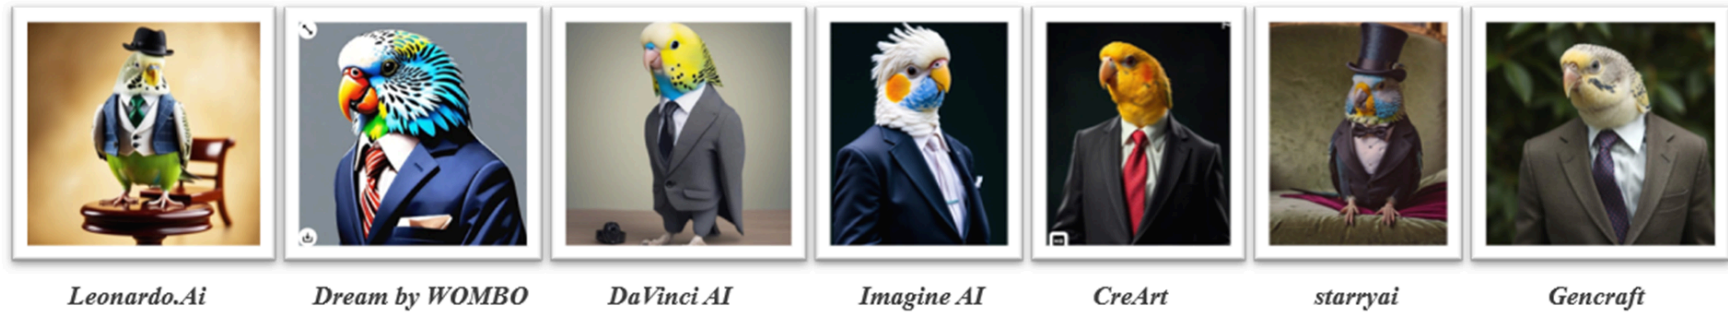 Leonardo.Ai
Dream by WOMBO
DaVinci AI
Imagine AI
CreArt
starryai
Gencraft